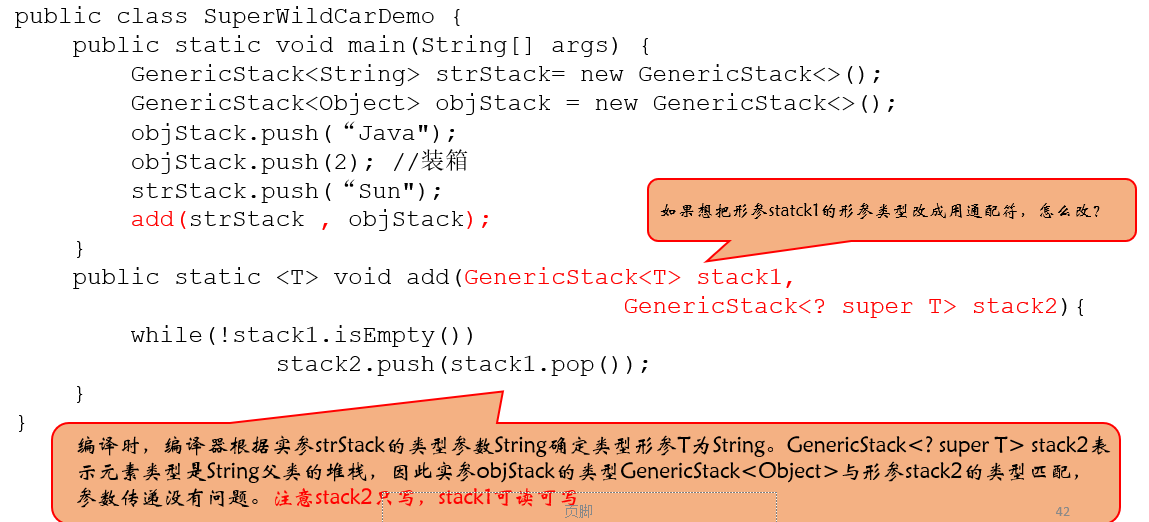 public class SuperWildCarDemo {
public static void main(String[] args) {
GenericStack<String> strStack= new GenericStack<>();
GenericStack<Object> objStack = new GenericStack<>();
objStack.push(“Java");
objStack.push(2); //装箱
strStack.push(“Sun");
add(strStack , objStack);
如果想把形参statck1的形参类型改成用通配符，怎么改？
}
public static <T> void add(GenericStack<T> stack1,
GenericStack<? super T> stack2){
while(!stack1.isEmpty())
stack2.push(stack1.pop());
}
}
编译时，编译器根据实参strStack的类型参数String确定类型形参T为String。GenericStack<? super T> stack2表
示元素类型是String父类的堆栈，因此实参objStack的类型GenericStack<Object>与形参stack2的类型匹配，
参数传递没有问题。注意stack2只写，stack1可读可写
页脚
42